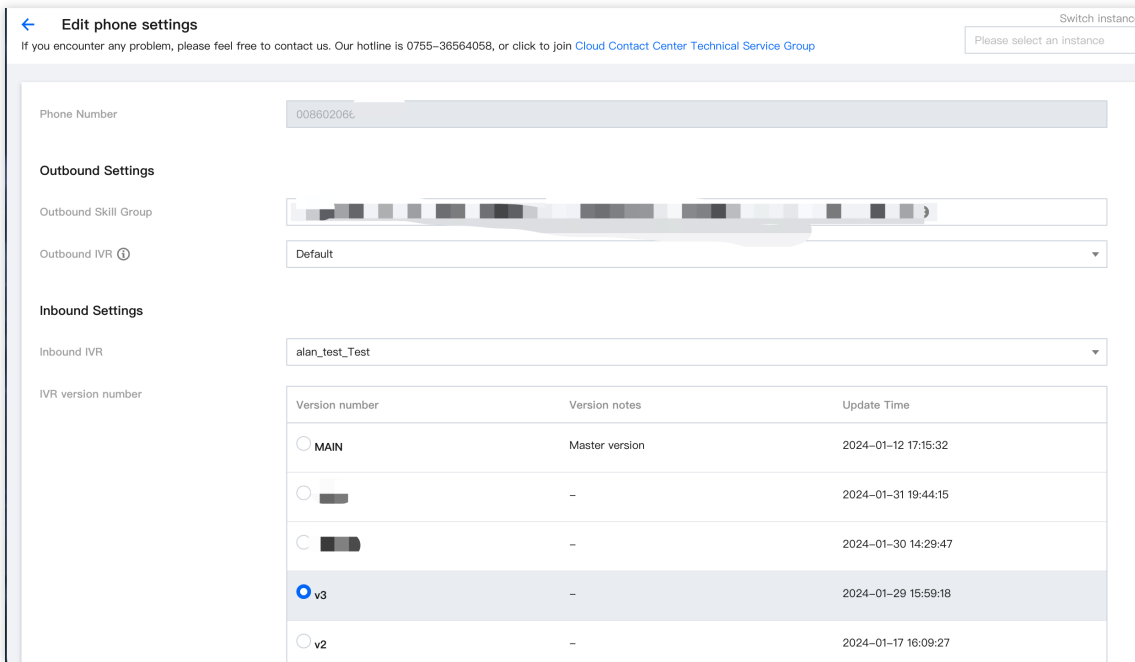 Edit phone settings
Switch instanc
If you encounter any problem, please feel free to contact us. Our hotline is 0755-36564058, or click to join Cloud Contact Center Technical Service Group
Please select an instance
Phone Number
Outbound Settings
Outbound Skill Group
Outbound IVR
Default
Inbound Settings
Inbound IVR
alan_test_Test
IVR version number
Version number Version notes Update Time
MAIN Master version 2024-01-12 17:15:32
– 2024-01-31 19:44:15
– 2024-01-30 14:29:47
v3 – 2024-01-29 15:59:18
v2 – 2024-01-17 16:09:27